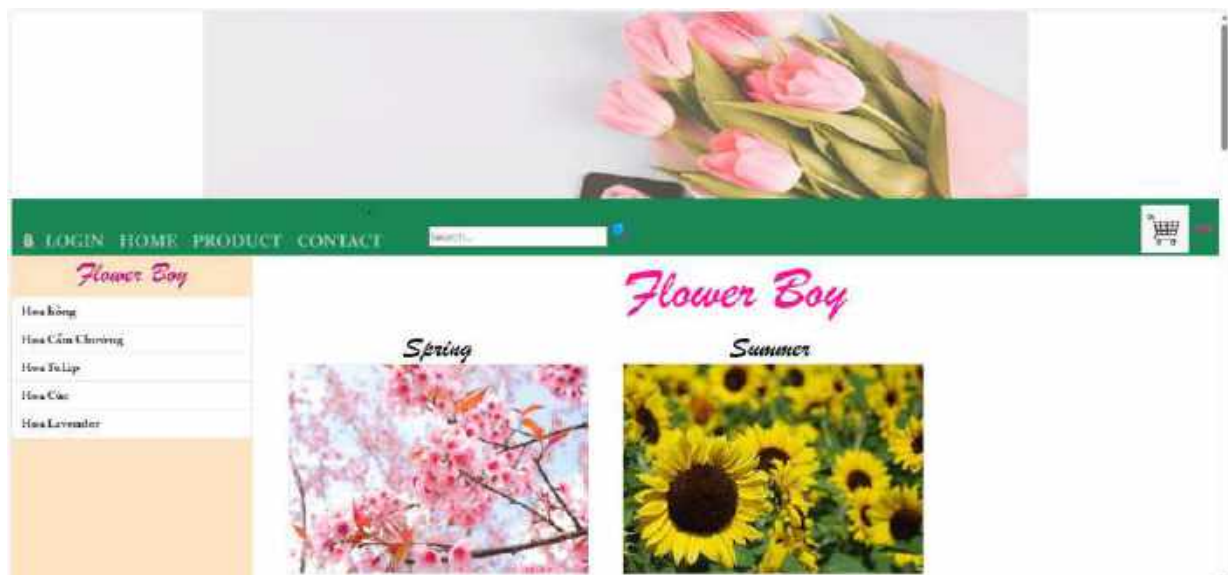 LOGIN HOME PRODUCT CONTACT
Search...
Flower Boy
Hoa hồng
Hoa Cẩm Chướng
Hoa Tulip
Hoa Cúc
Hoa Lavender
Flower Boy
Spring
Summer